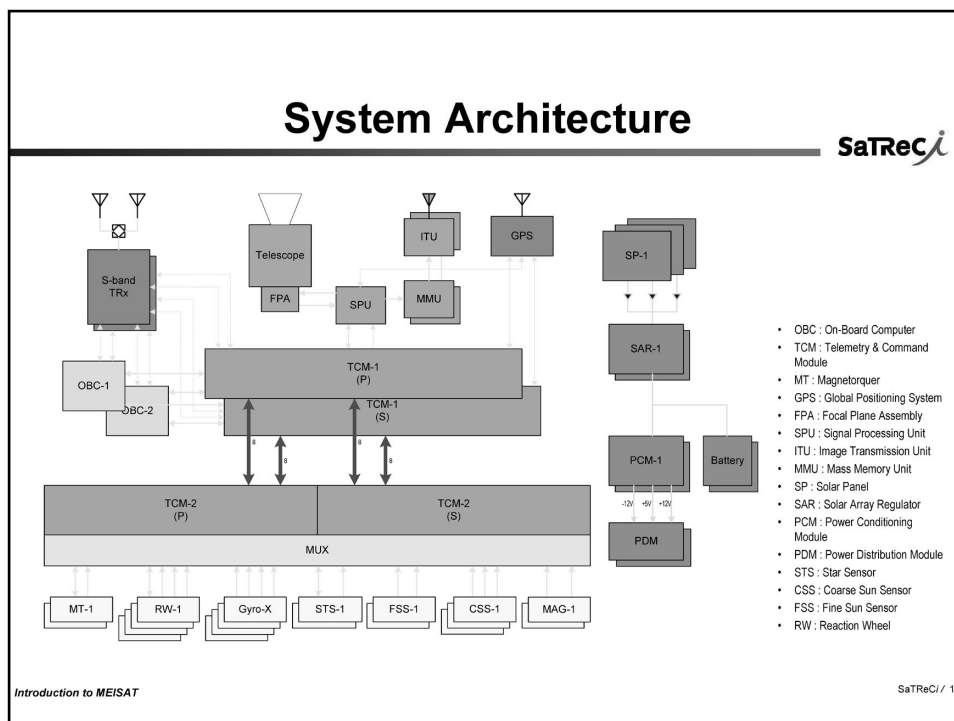 System Architecture
SaTReCi
S-band
TRx
Telescope
FPA
SPU
ITU
MMU
GPS
SP-1
SAR-1
PCM-1
Battery
-12V +5V +12V
PDM
OBC-1
OBC-2
TCM-1
(P)
TCM-1
(S)
8
8
8
8
TCM-2
(P)
TCM-2
(S)
MUX
MT-1
RW-1
Gyro-X
STS-1
FSS-1
CSS-1
MAG-1
• OBC : On-Board Computer
• TCM : Telemetry & Command
Module
• MT : Magnetorquer
• GPS : Global Positioning System
• FPA : Focal Plane Assembly
• SPU : Signal Processing Unit
• ITU : Image Transmission Unit
• MMU : Mass Memory Unit
• SP : Solar Panel
• SAR : Solar Array Regulator
• PCM : Power Conditioning
Module
• PDM : Power Distribution Module
• STS : Star Sensor
• CSS : Coarse Sun Sensor
• FSS : Fine Sun Sensor
• RW : Reaction Wheel
Introduction to MEISAT
SaTReCi / 1